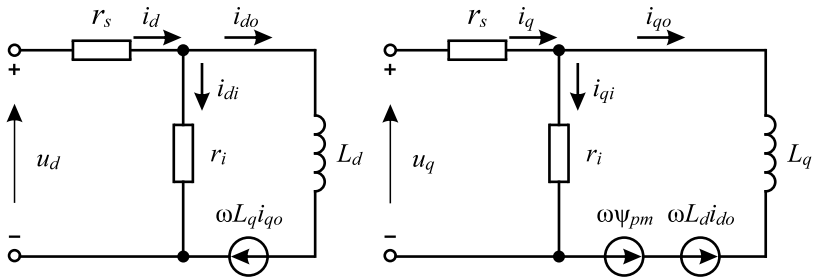 r_s i_d i_do r_s i_q i_qo
+ +
i_di i_qi
u_d r_i L_d u_q r_i L_q
ωL_q i_qo ωψ_pm ωL_d i_do
− −